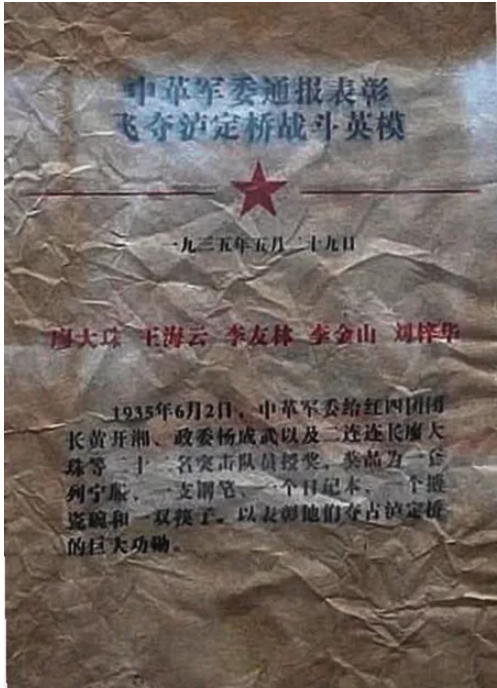 中革军委通报表彰
飞夺泸定桥战斗英模
一九三五年五月二十九日
廖大珠 王海云 李友林 李金山 刘梓华
1935年6月2日，中革军委给红四团团
长黄开湘、政委杨成武以及二连连长廖大
珠等二十一名突击队员授奖。奖品为一套
列宁服、一支钢笔、一个日记本、一个搪
瓷碗和一双筷子。以表彰他们夺占泸定桥
的巨大功勋。